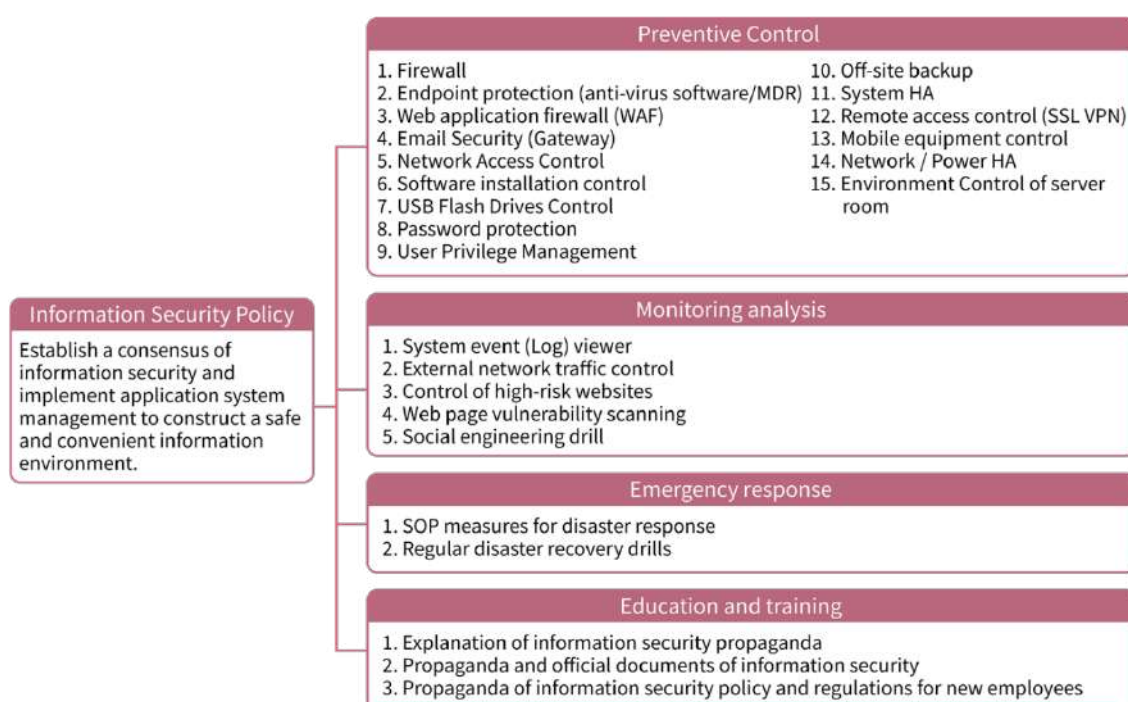 Information Security Policy
Establish a consensus of
information security and
implement application system
management to construct a safe
and convenient information
environment.
Preventive Control
1. Firewall
2. Endpoint protection (anti-virus software/MDR)
3. Web application firewall (WAF)
4. Email Security (Gateway)
5. Network Access Control
6. Software installation control
7. USB Flash Drives Control
8. Password protection
9. User Privilege Management
10. Off-site backup
11. System HA
12. Remote access control (SSL VPN)
13. Mobile equipment control
14. Network / Power HA
15. Environment Control of server
room
Monitoring analysis
1. System event (Log) viewer
2. External network traffic control
3. Control of high-risk websites
4. Web page vulnerability scanning
5. Social engineering drill
Emergency response
1. SOP measures for disaster response
2. Regular disaster recovery drills
Education and training
1. Explanation of information security propaganda
2. Propaganda and official documents of information security
3. Propaganda of information security policy and regulations for new employees